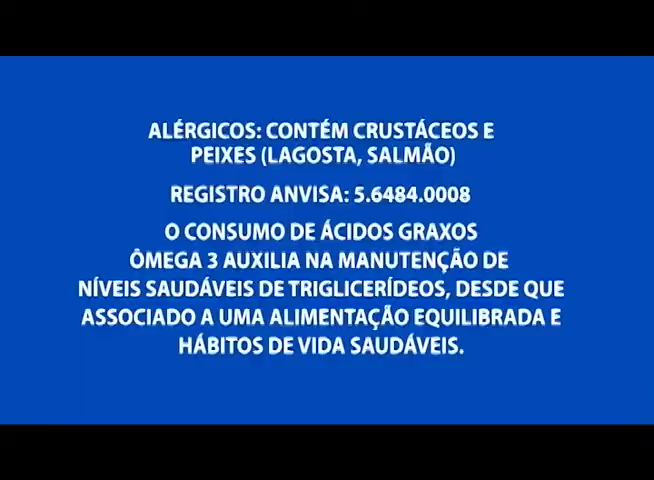 ALÉRGICOS: CONTÉM CRUSTÁCEOS E
PEIXES (LAGOSTA, SALMÃO)
REGISTRO ANVISA: 5.6484.0008
O CONSUMO DE ÁCIDOS GRAXOS
ÔMEGA 3 AUXILIA NA MANUTENÇÃO DE
NÍVEIS SAUDÁVEIS DE TRIGLICERÍDEOS, DESDE QUE
ASSOCIADO A UMA ALIMENTAÇÃO EQUILIBRADA E
HÁBITOS DE VIDA SAUDÁVEIS.